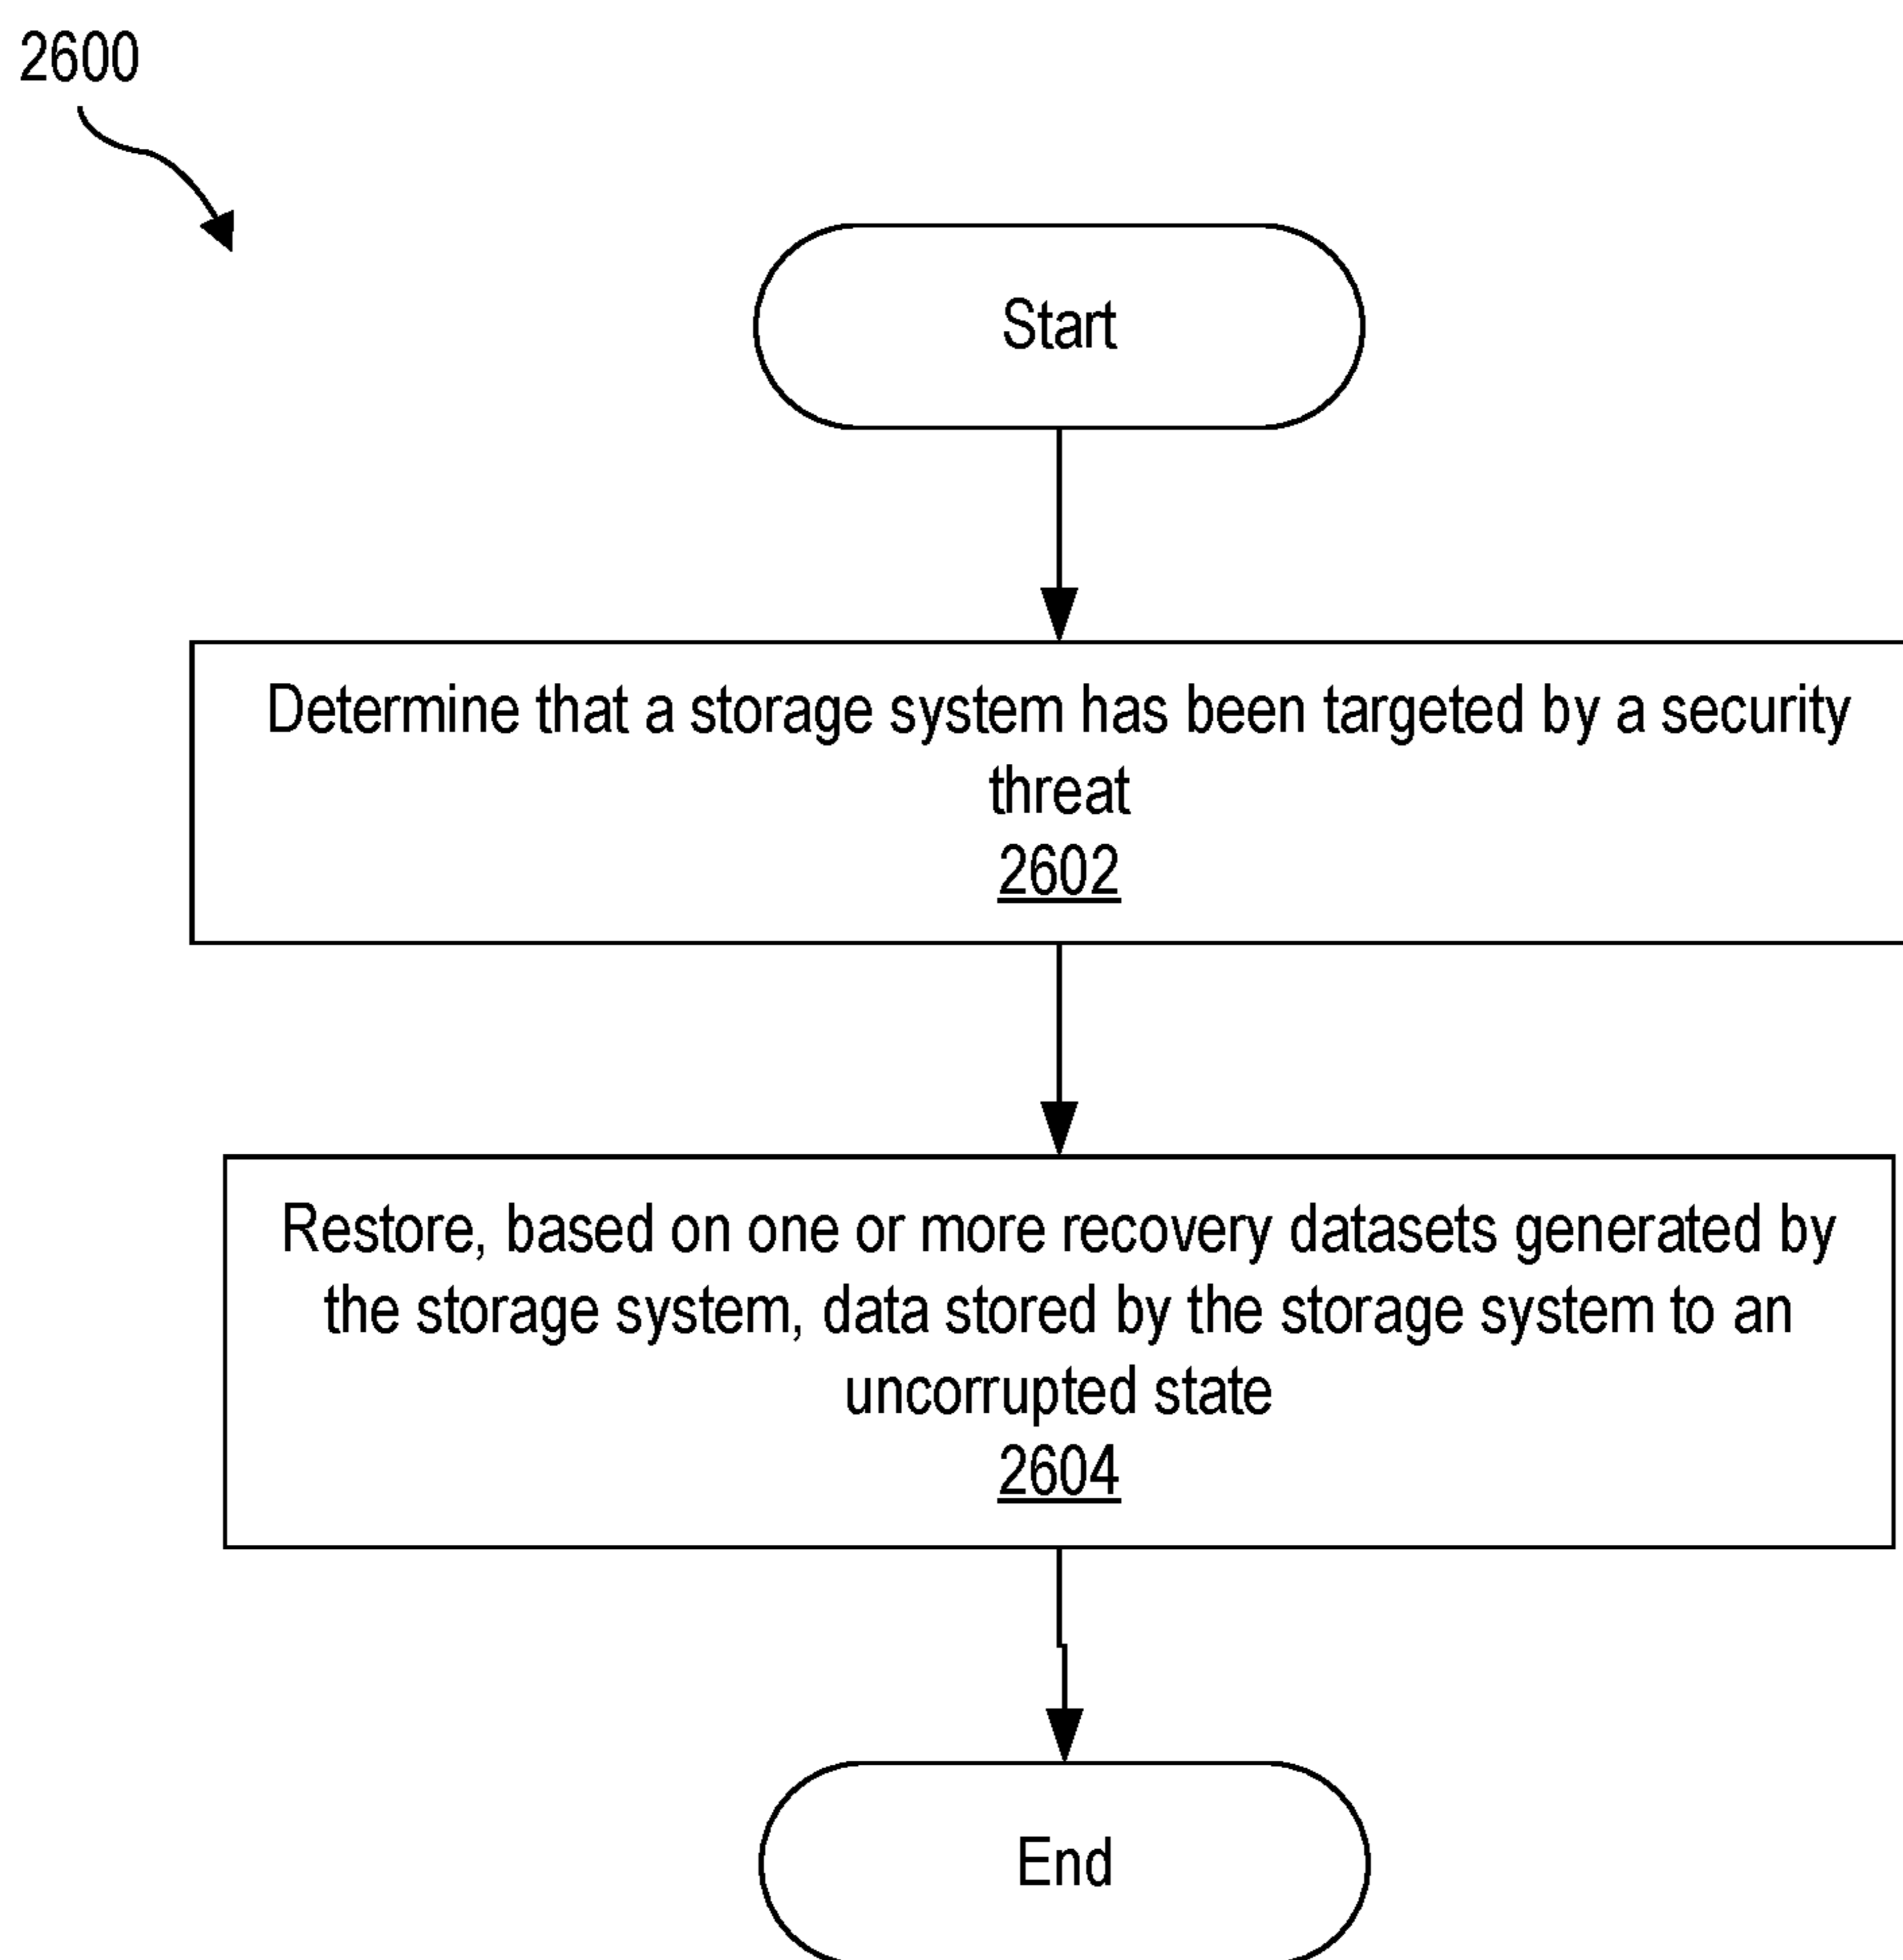 2600
Start
Determine that a storage system has been targeted by a security
threat
2602
Restore, based on one or more recovery datasets generated by
the storage system, data stored by the storage system to an
uncorrupted state
2604
End